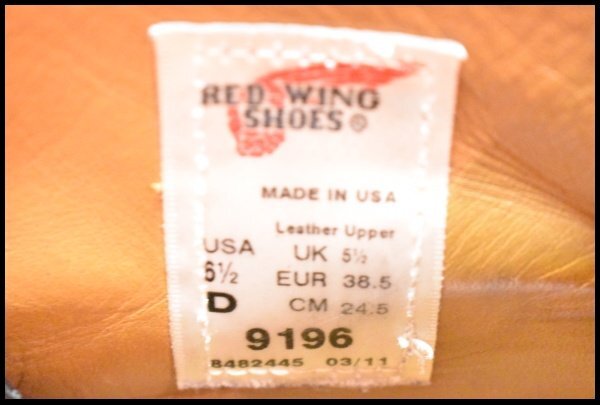 RED WING
SHOES®
MADE IN USA
Leather Upper
USA UK 5½
6½ EUR 38.5
D CM 24.5
9196
8482445 03/11